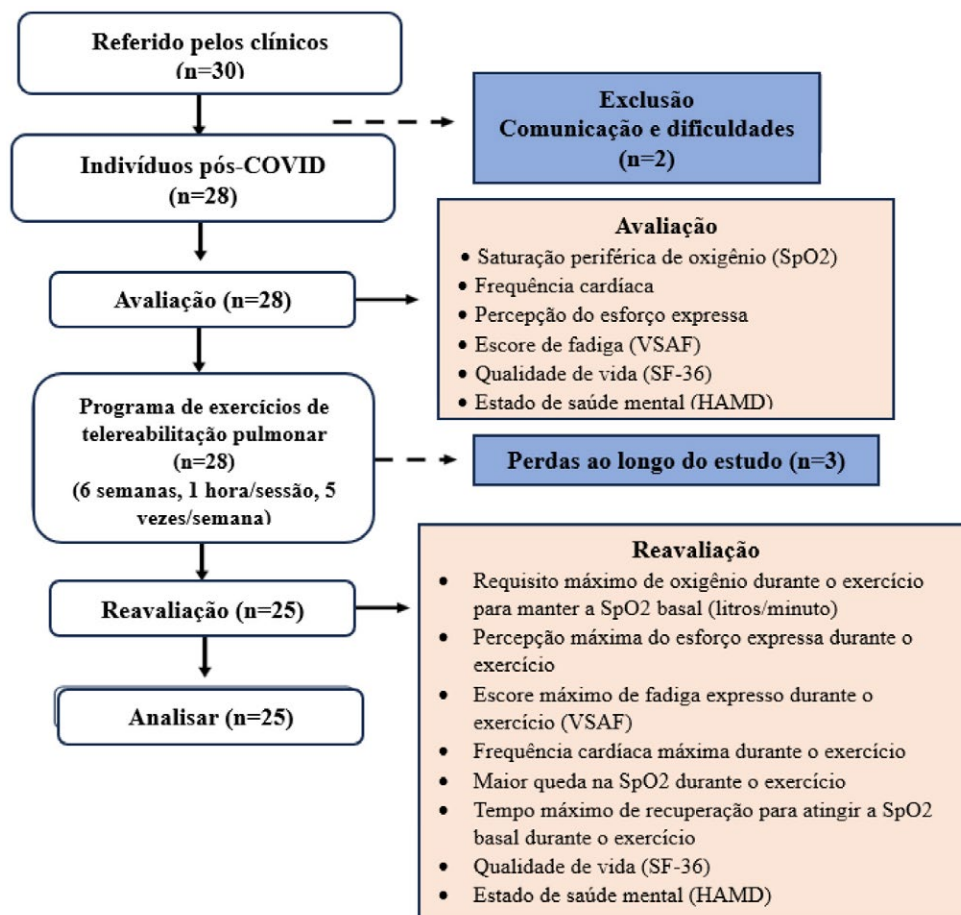 Referido pelos clínicos
(n=30)
Exclusão
Comunicação e dificuldades
(n=2)
Indivíduos pós-COVID
(n=28)
Avaliação
• Saturação periférica de oxigênio (SpO2)
• Frequência cardíaca
• Percepção do esforço expressa
• Escore de fadiga (VSAF)
• Qualidade de vida (SF-36)
• Estado de saúde mental (HAMD)
Avaliação (n=28)
Programa de exercícios de
telereabilitação pulmonar
(n=28)
(6 semanas, 1 hora/sessão, 5
vezes/semana)
Perdas ao longo do estudo (n=3)
Reavaliação
• Requisito máximo de oxigênio durante o exercício
para manter a SpO2 basal (litros/minuto)
• Percepção máxima do esforço expressa durante o
exercício
• Escore máximo de fadiga expresso durante o
exercício (VSAF)
• Frequência cardíaca máxima durante o exercício
• Maior queda na SpO2 durante o exercício
• Tempo máximo de recuperação para atingir a SpO2
basal durante o exercício
• Qualidade de vida (SF-36)
• Estado de saúde mental (HAMD)
Reavaliação (n=25)
Analisar (n=25)